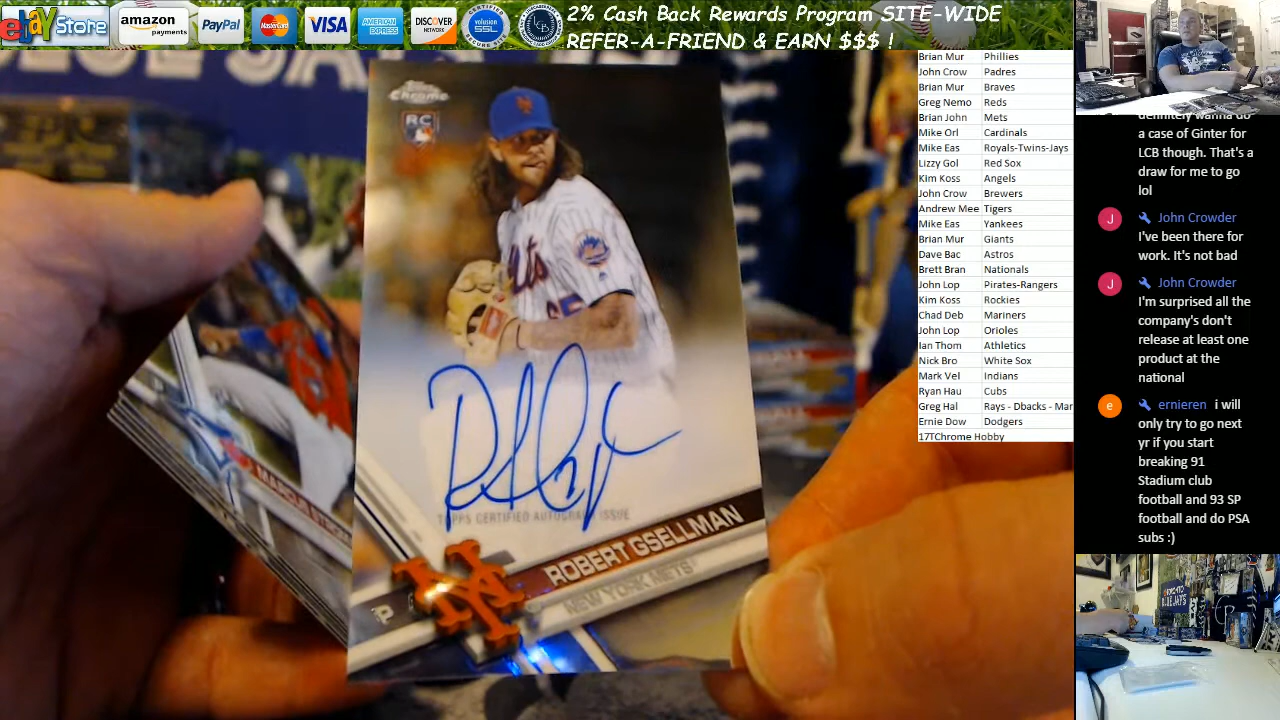 ebay Store
amazon
payments
PayPal
MasterCard
VISA
AMERICAN
EXPRESS
DISCOVER
NETWORK
volusion
SSL
2% Cash Back Rewards Program SITE-WIDE
REFER-A-FRIEND & EARN $$$ !
Brian Mur Phillies
John Crow Padres
Brian Mur Braves
Greg Nemo Reds
Brian John Mets
Mike Orl Cardinals
Mike Eas Royals-Twins-Jays
Lizzy Gol Red Sox
Kim Koss Angels
John Crow Brewers
Andrew Mee Tigers
Mike Eas Yankees
Brian Mur Giants
Dave Bac Astros
Brett Bran Nationals
John Lop Pirates-Rangers
Kim Koss Rockies
Chad Deb Mariners
John Lop Orioles
Ian Thom Athletics
Nick Bro White Sox
Mark Vel Indians
Ryan Hau Cubs
Greg Hal Rays - Dbacks - Mar
Ernie Dow Dodgers
17TChrome Hobby
definitely wanna do
a case of Ginter for
LCB though. That's a
draw for me to go
lol
J John Crowder
I've been there for
work. It's not bad
J John Crowder
I'm surprised all the
company's don't
release at least one
product at the
national
e ernieren i will
only try to go next
yr if you start
breaking 91
Stadium club
football and 93 SP
football and do PSA
subs :)
Topps
Chrome
RC
TOPPS CERTIFIED AUTOGRAPH ISSUE
ROBERT GSELLMAN
NEW YORK METS
P
MARCUS
BLUE JAYS